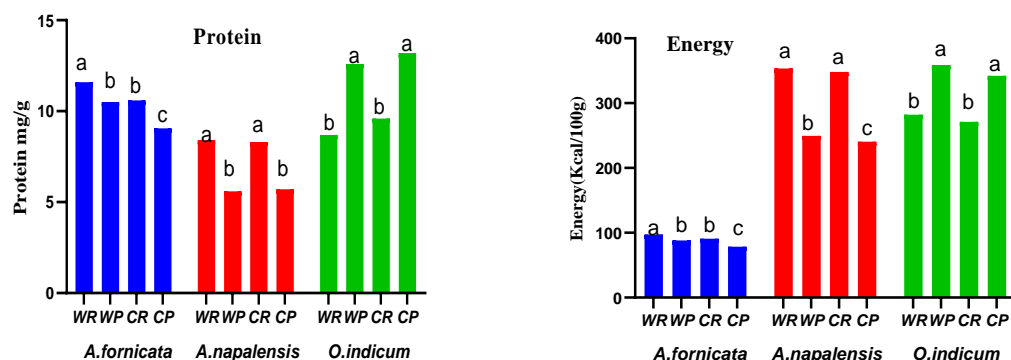 Protein
Protein mg/g
15
10
5
0
a b b c
a b a b
b a b a
WR WP CR CP WR WP CR CP WR WP CR CP
A.fornicata A.napalensis O.indicum
Energy
Energy(Kcal/100g)
400
300
200
100
0
a b b c
a b a c
b a b a
WR WP CR CP WR WP CR CP WR WP CR CP
A.fornicata A.napalensis O.indicum